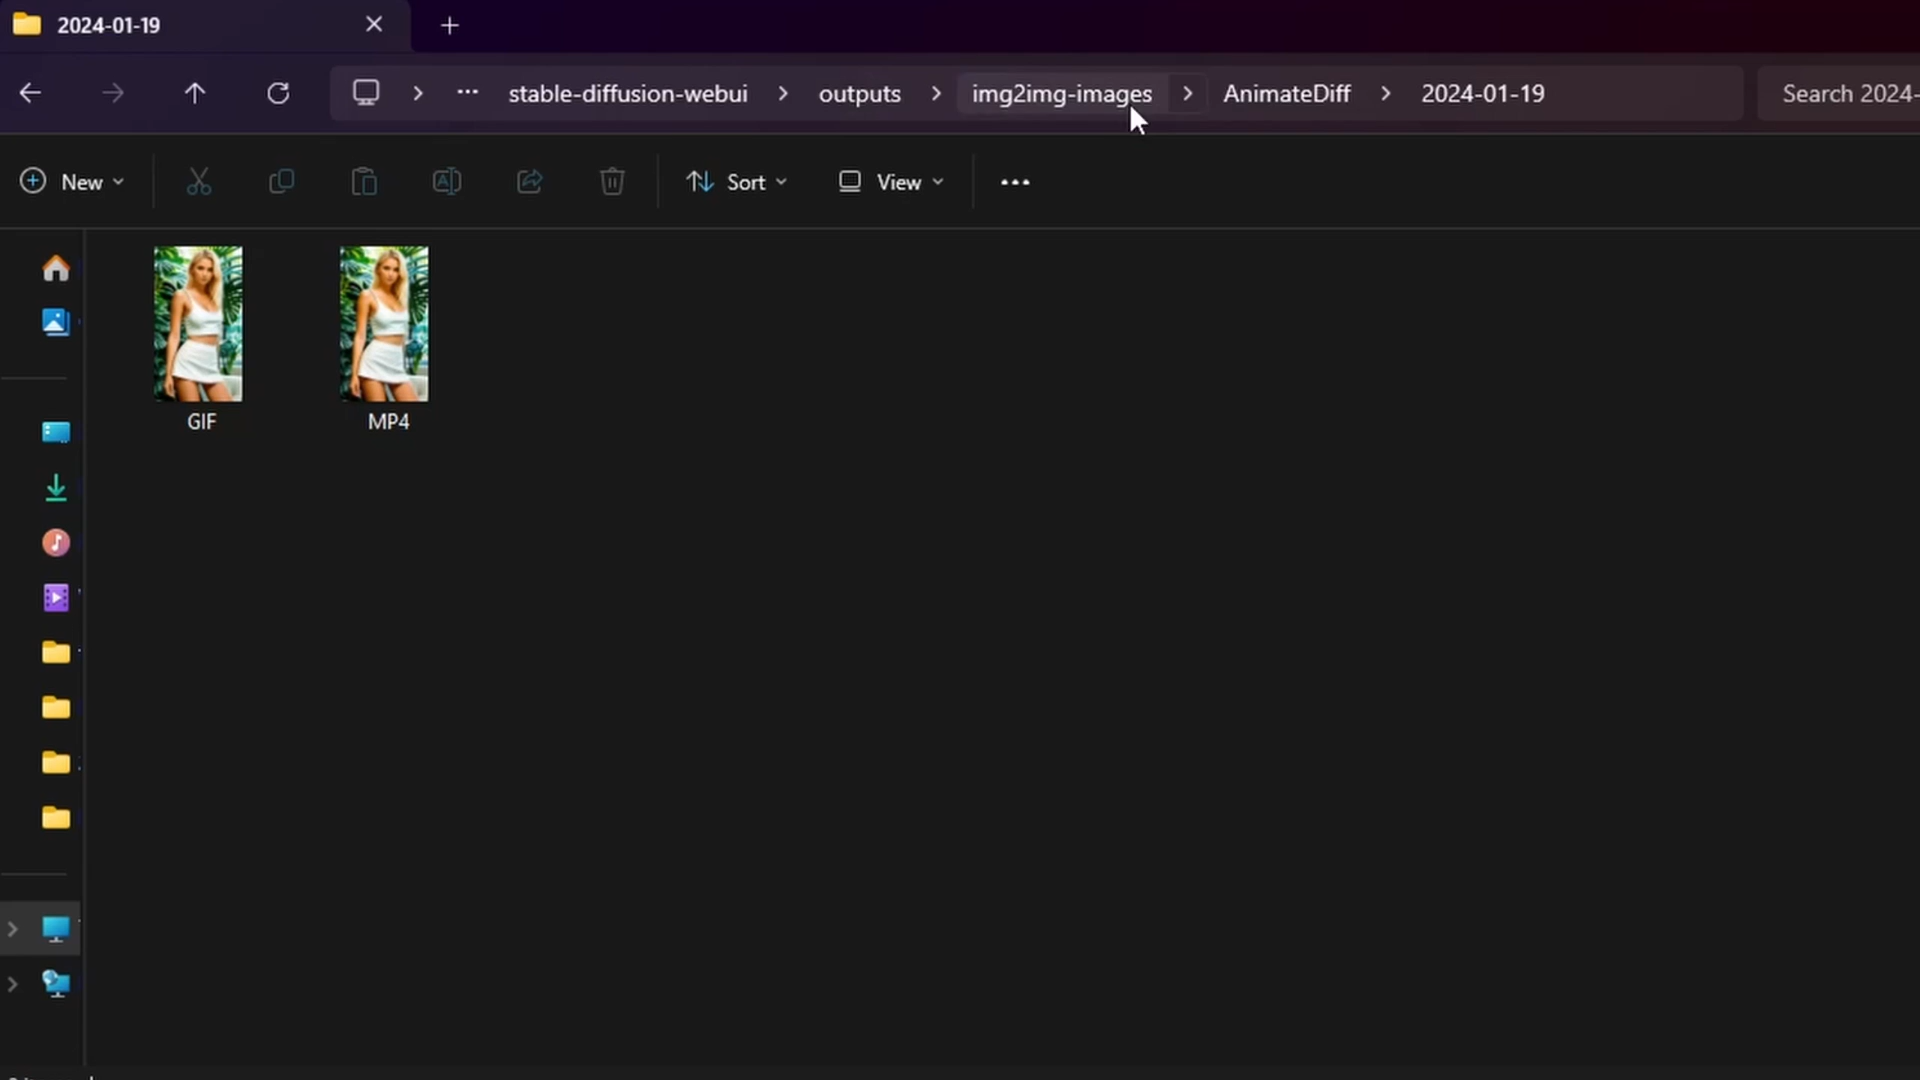 2024-01-19
stable-diffusion-webui outputs img2img-images AnimateDiff 2024-01-19 Search 2024-
New Sort View
GIF MP4